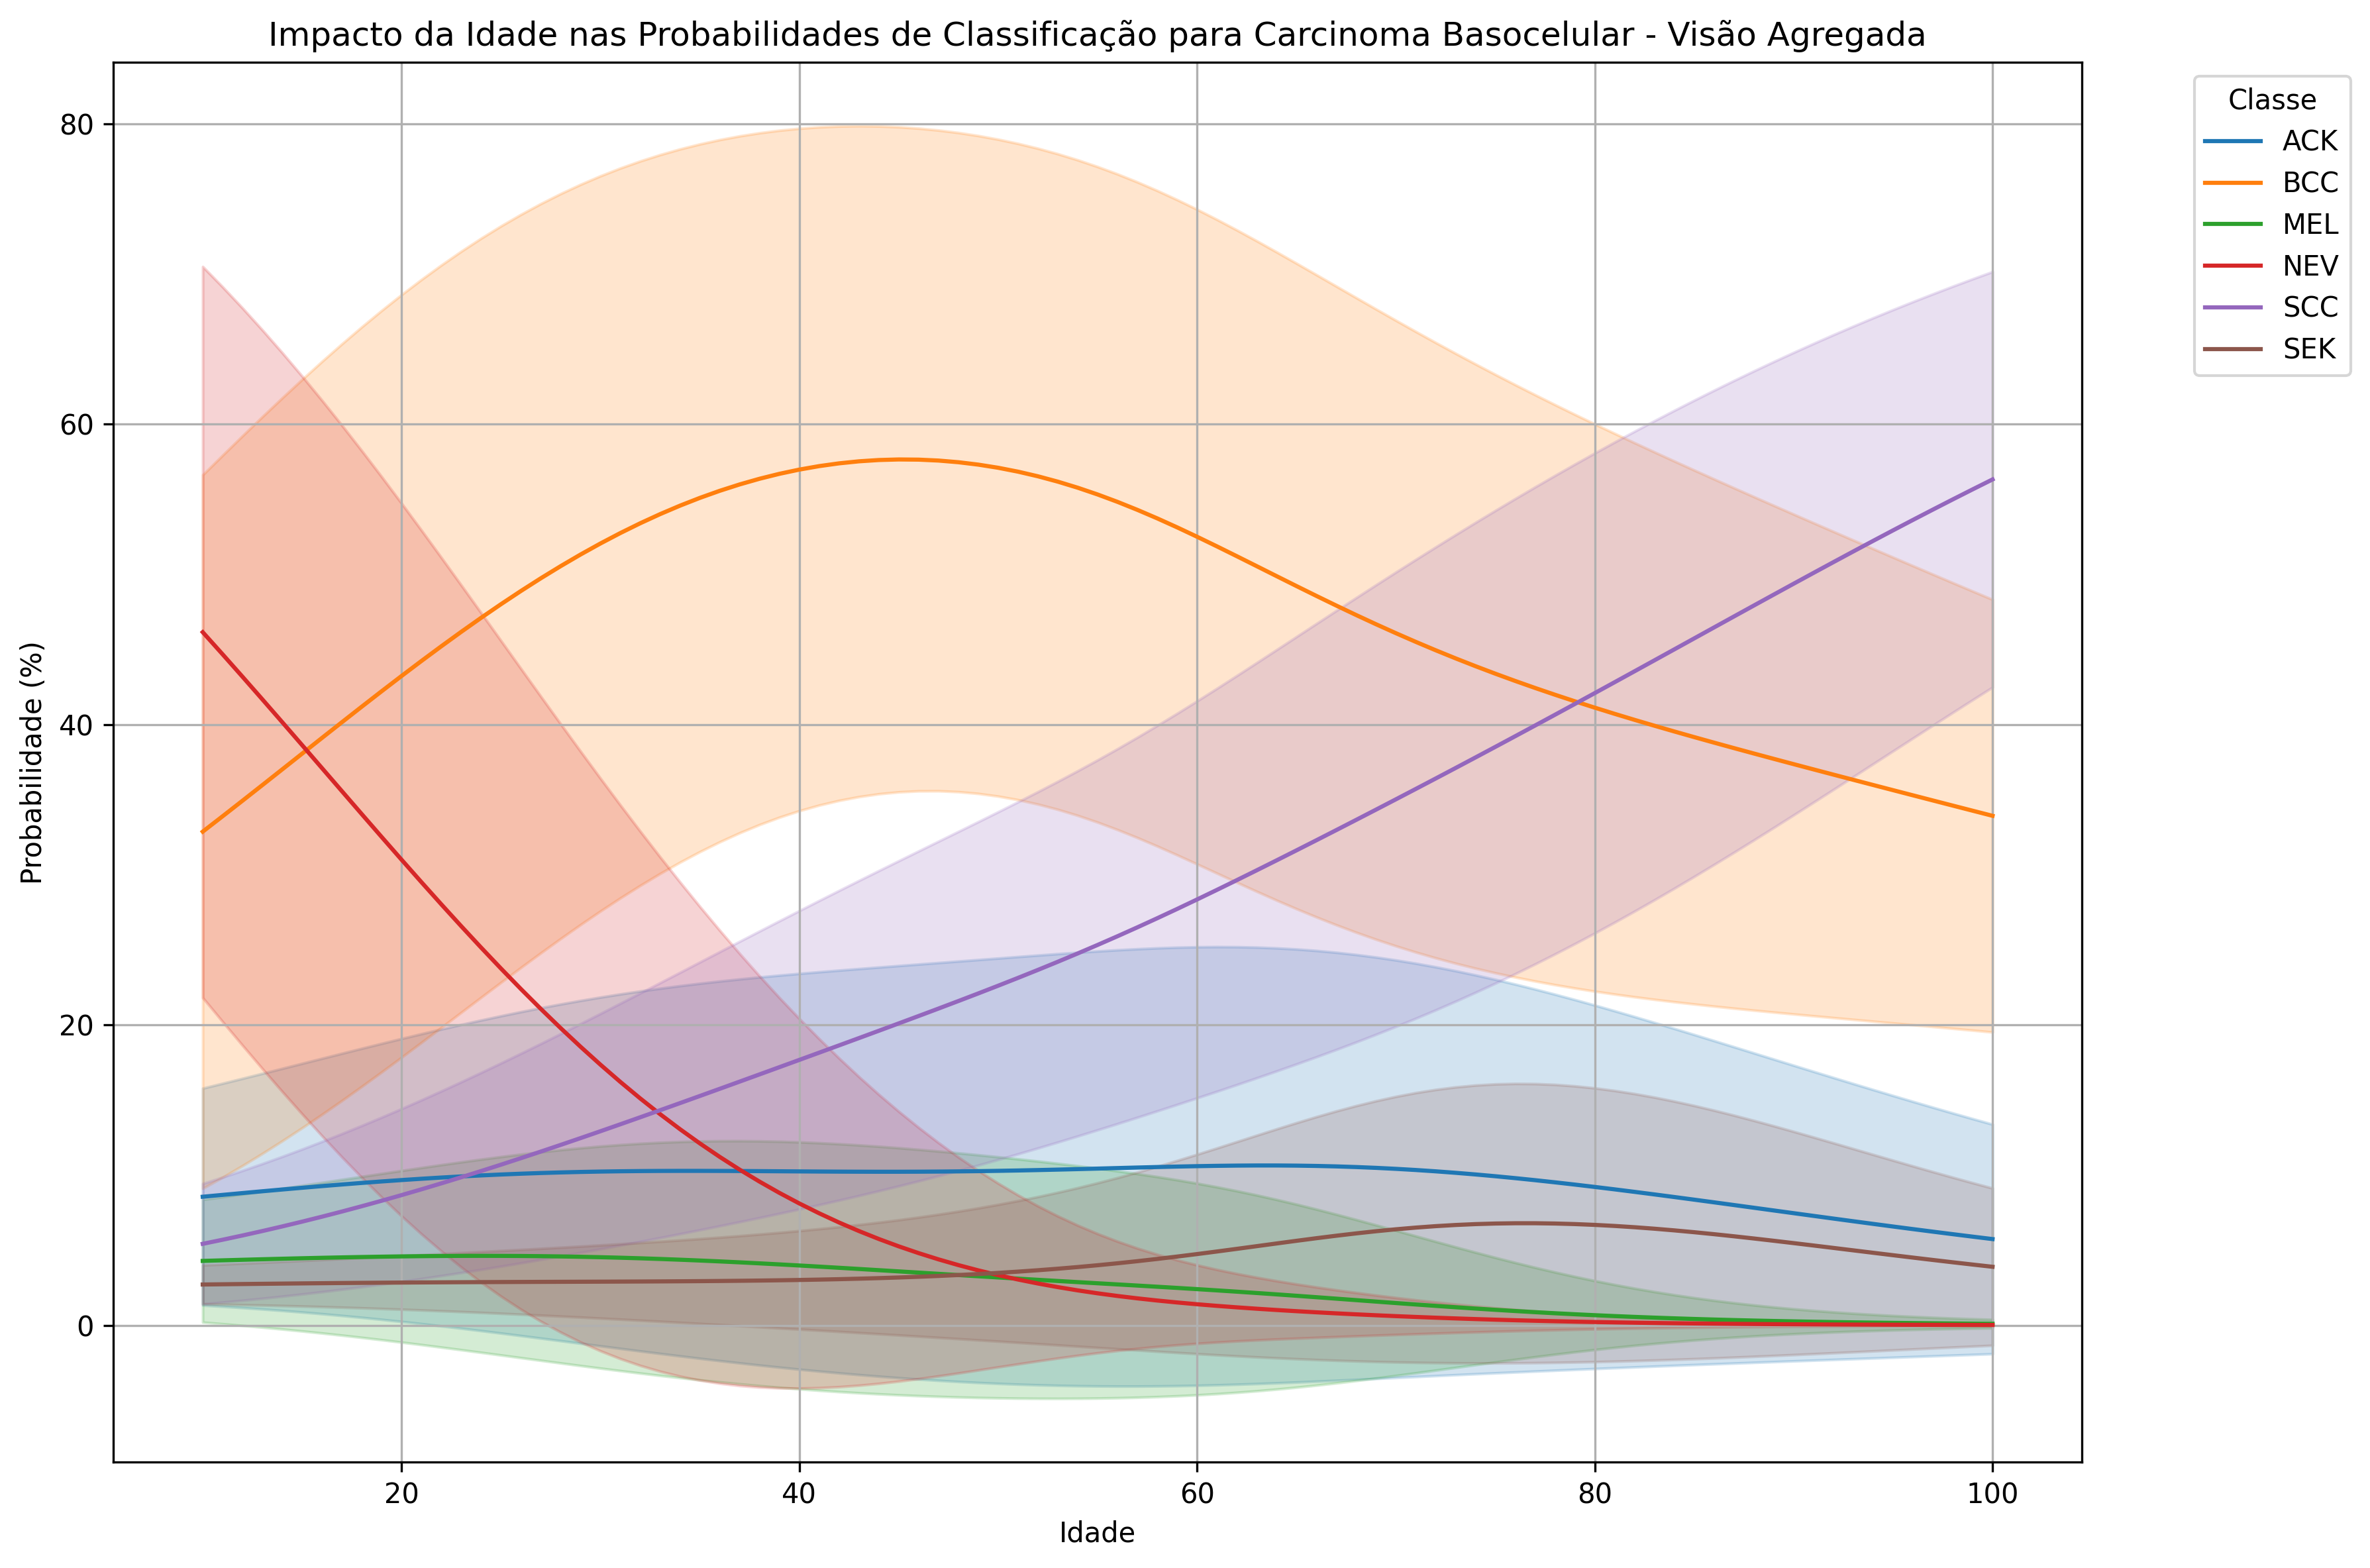 Impacto da Idade nas Probabilidades de Classificação para Carcinoma Basocelular - Visão Agregada
Classe
ACK
BCC
MEL
NEV
SCC
SEK
Probabilidade (%)
80
60
40
20
0
20
40
60
80
100
Idade